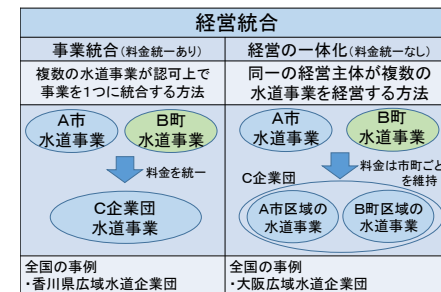 経営統合
事業統合（料金統一あり）
経営の一体化（料金統一なし）
複数の水道事業が認可上で
事業を1つに統合する方法
同一の経営主体が複数の
水道事業を経営する方法
A市
水道事業
B町
水道事業
料金を統一
C企業団
水道事業
A市
水道事業
B町
水道事業
料金は市町ごと
を維持
C企業団
A市区域の
水道事業
B町区域の
水道事業
全国の事例
・香川県広域水道企業団
全国の事例
・大阪広域水道企業団